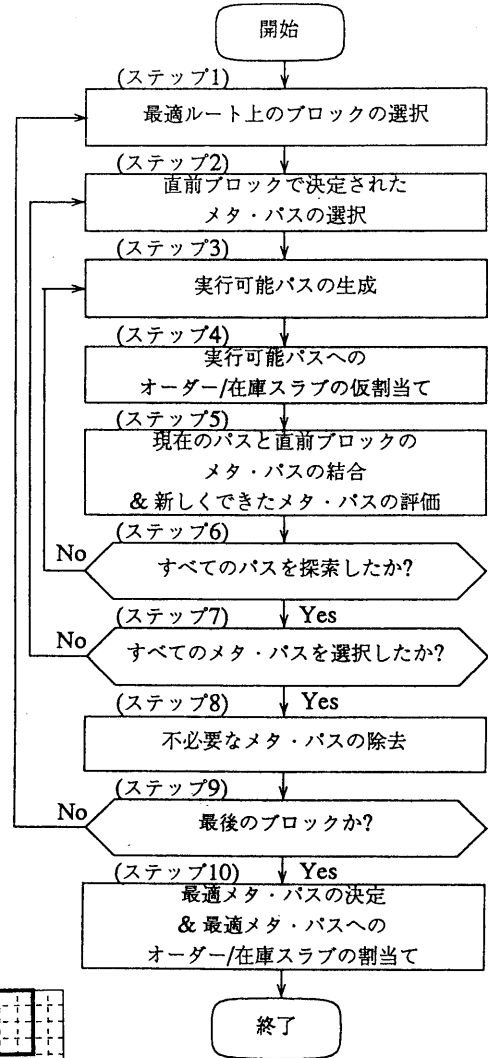 開始
(ステップ1)
最適ルート上のブロックの選択
(ステップ2)
直前ブロックで決定された
メタ・パスの選択
(ステップ3)
実行可能パスの生成
(ステップ4)
実行可能パスへの
オーダー/在庫スラブの仮割当て
(ステップ5)
現在のパスと直前ブロックの
メタ・パスの結合
& 新しくできたメタ・パスの評価
(ステップ6)
No
すべてのパスを探索したか?
(ステップ7)
Yes
No
すべてのメタ・パスを選択したか?
(ステップ8)
Yes
不必要なメタ・パスの除去
(ステップ9)
No
最後のブロックか?
(ステップ10)
Yes
最適メタ・パスの決定
& 最適メタ・パスへの
オーダー/在庫スラブの割当て
終了